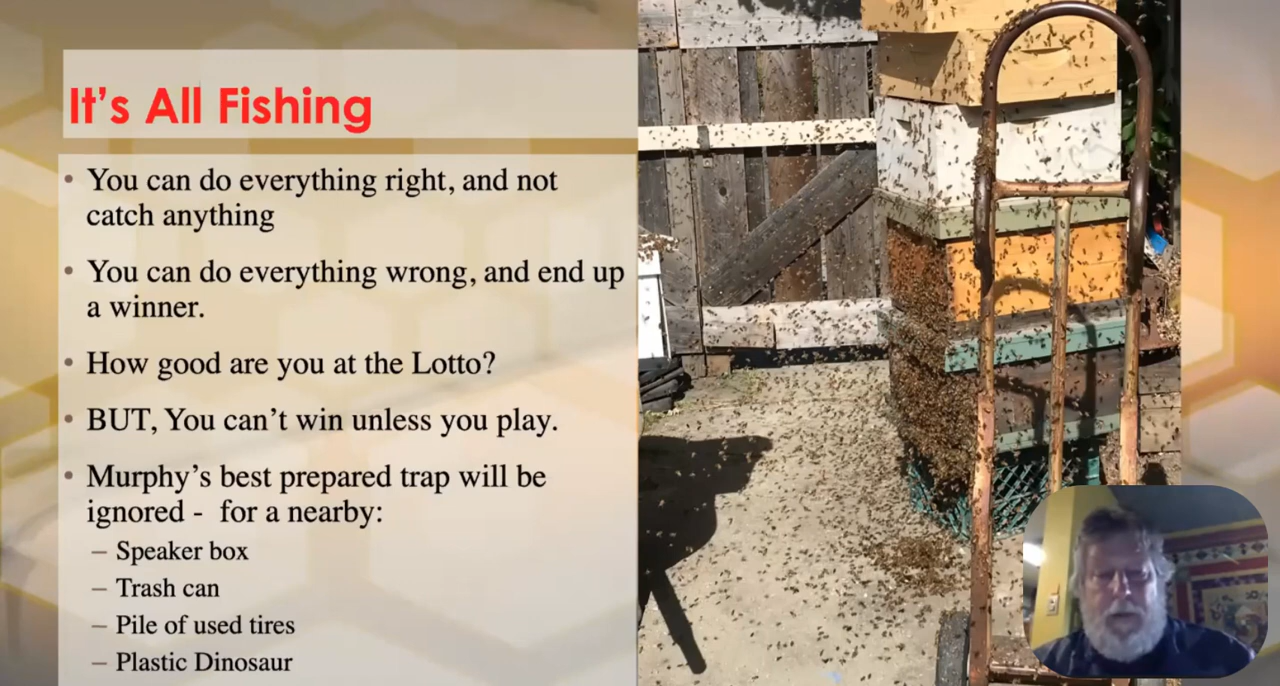 It’s All Fishing
• You can do everything right, and not
catch anything
• You can do everything wrong, and end up
a winner.
• How good are you at the Lotto?
• BUT, You can’t win unless you play.
• Murphy’s best prepared trap will be
ignored - for a nearby:
– Speaker box
– Trash can
– Pile of used tires
– Plastic Dinosaur